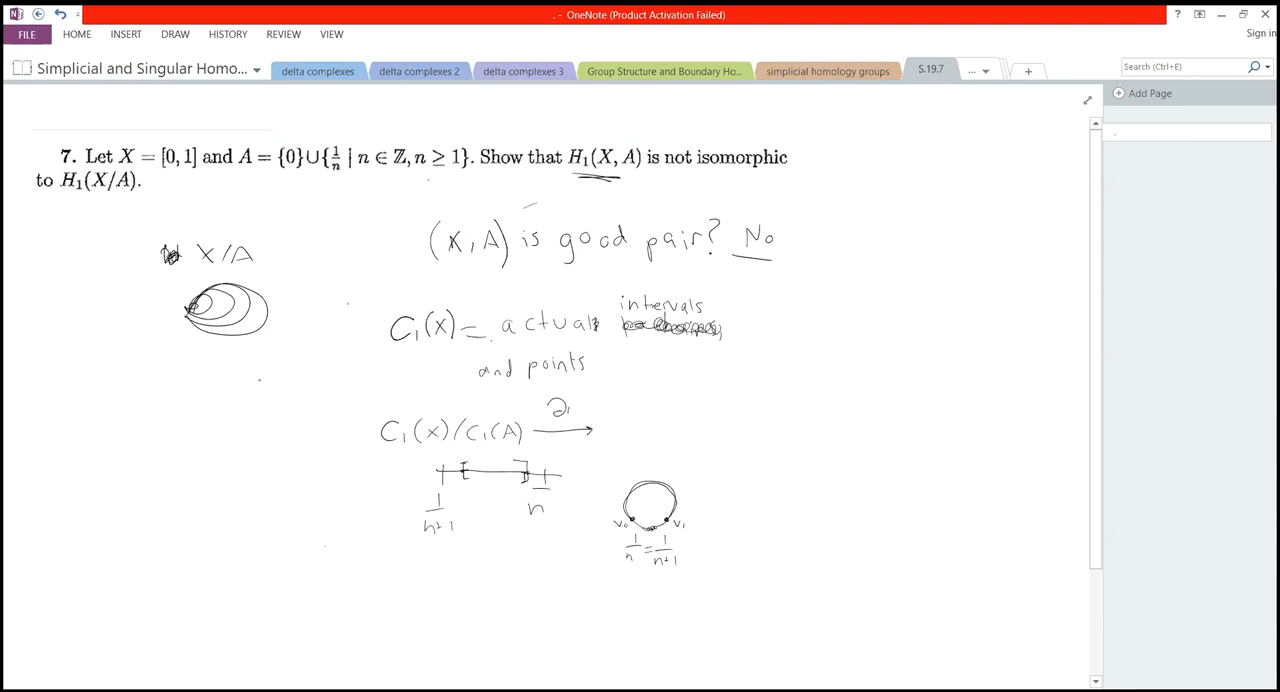 . - OneNote (Product Activation Failed)
FILE HOME INSERT DRAW HISTORY REVIEW VIEW
Sign in
Simplicial and Singular Homo...
delta complexes
delta complexes 2
delta complexes 3
Group Structure and Boundary Ho...
simplicial homology groups
S.19.7
...
Search (Ctrl+E)
Add Page
7. Let X = [0, 1] and A = {0}∪{1/n | n ∈ ℤ, n ≥ 1}. Show that H₁(X, A) is not isomorphic
to H₁(X/A).
(X, A) is good pair? No
X/A
intervals
C₁(X) = actual
and points
∂₁
C₁(X)/C₁(A) →
1/n+1
1/n
v₀ v₁
1/n = 1/n+1